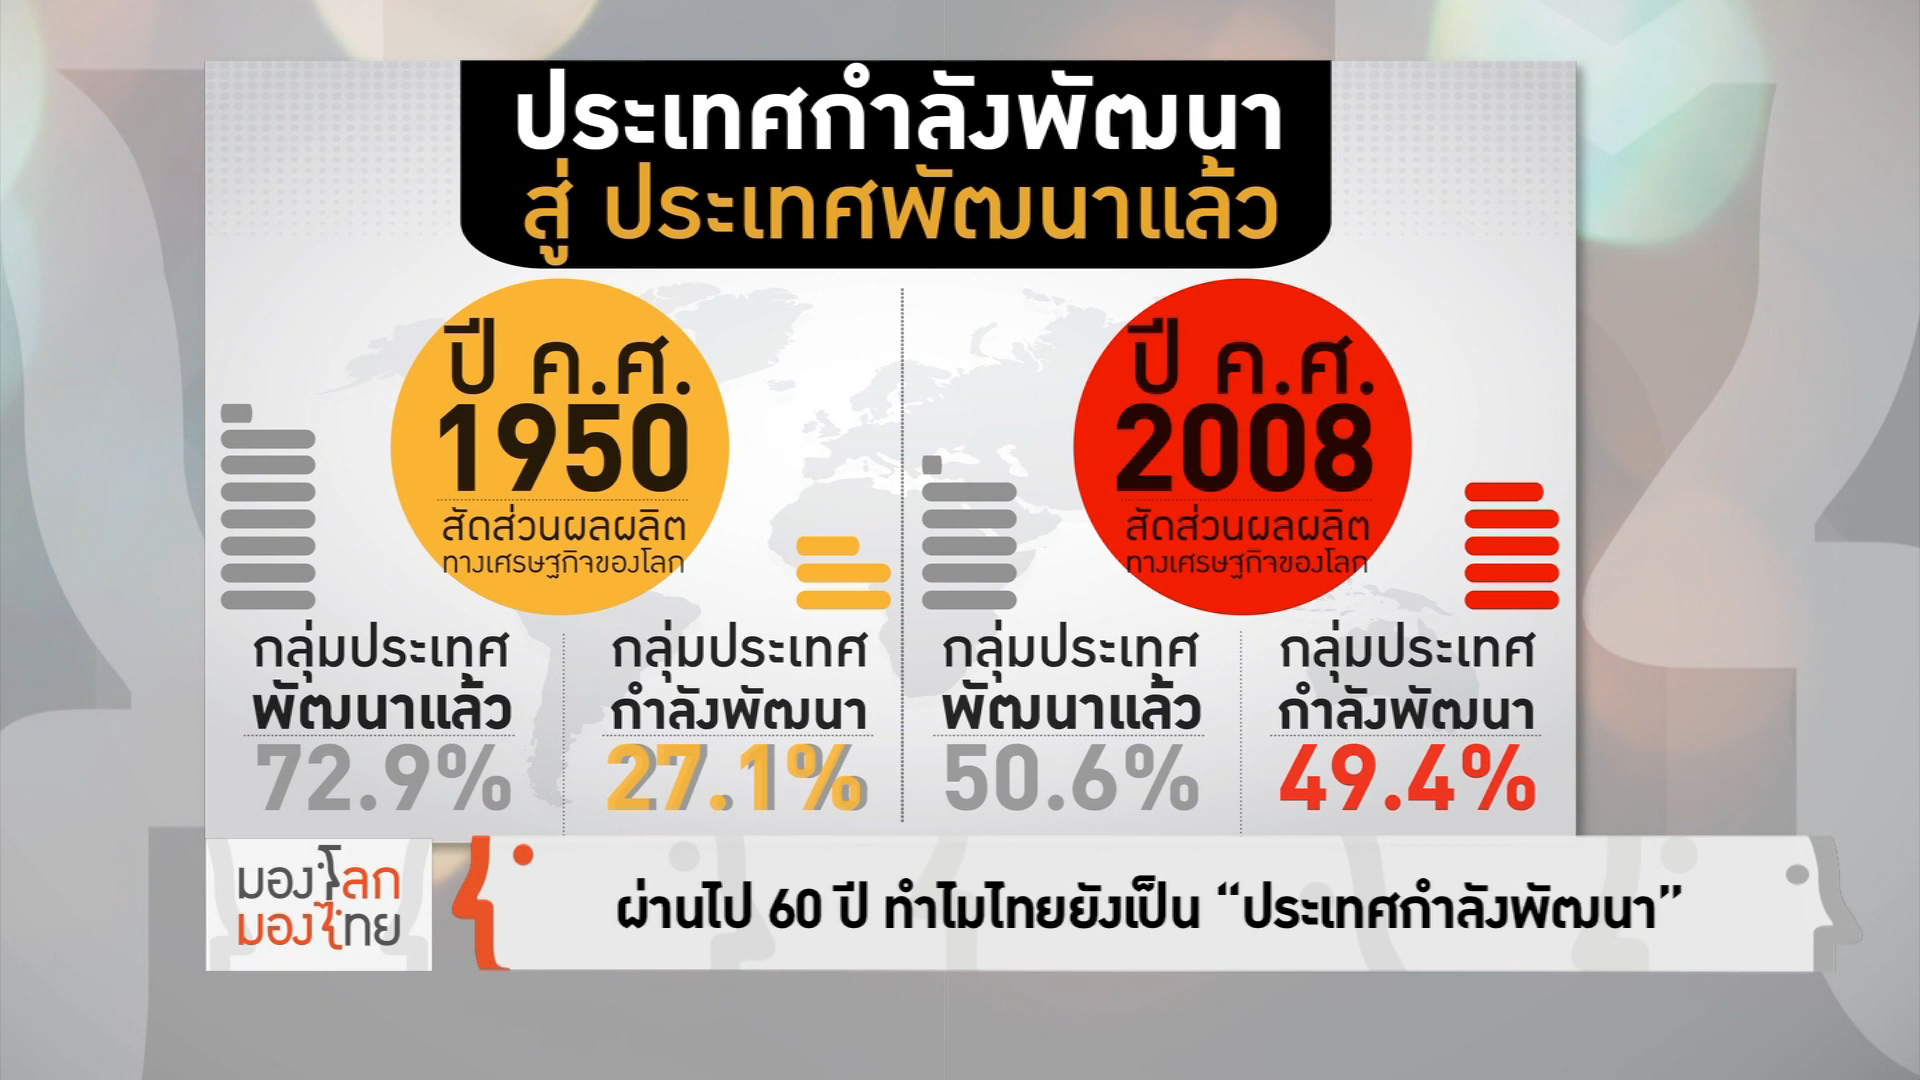 ประเทศกำลังพัฒนา
สู่ ประเทศพัฒนาแล้ว
ปี ค.ศ.
1950
สัดส่วนผลผลิต
ทางเศรษฐกิจของโลก
กลุ่มประเทศ
พัฒนาแล้ว
72.9%
กลุ่มประเทศ
กำลังพัฒนา
27.1%
ปี ค.ศ.
2008
สัดส่วนผลผลิต
ทางเศรษฐกิจของโลก
กลุ่มประเทศ
พัฒนาแล้ว
50.6%
กลุ่มประเทศ
กำลังพัฒนา
49.4%
มองโลก
มองไทย
ผ่านไป 60 ปี ทำไมไทยยังเป็น “ประเทศกำลังพัฒนา”